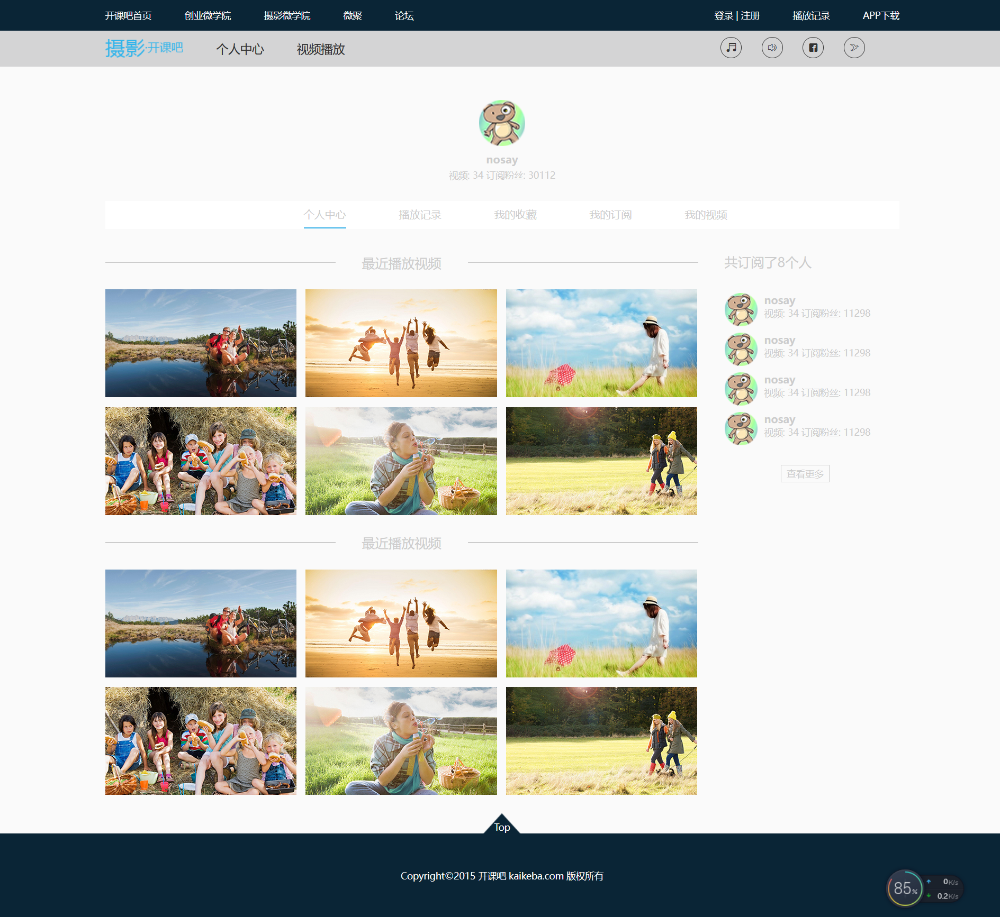 开课吧首页 创业微学院 摄影微学院 微聚 论坛 登录 | 注册 播放记录 APP下载
摄影·开课吧 个人中心 视频播放
nosay
视频: 34 订阅粉丝: 30112
个人中心 播放记录 我的收藏 我的订阅 我的视频
最近播放视频
共订阅了8个人
nosay
视频: 34 订阅粉丝: 11298
nosay
视频: 34 订阅粉丝: 11298
nosay
视频: 34 订阅粉丝: 11298
nosay
视频: 34 订阅粉丝: 11298
查看更多
最近播放视频
Top
Copyright©2015 开课吧 kaikeba.com 版权所有
85%
0K/s
0.2K/s